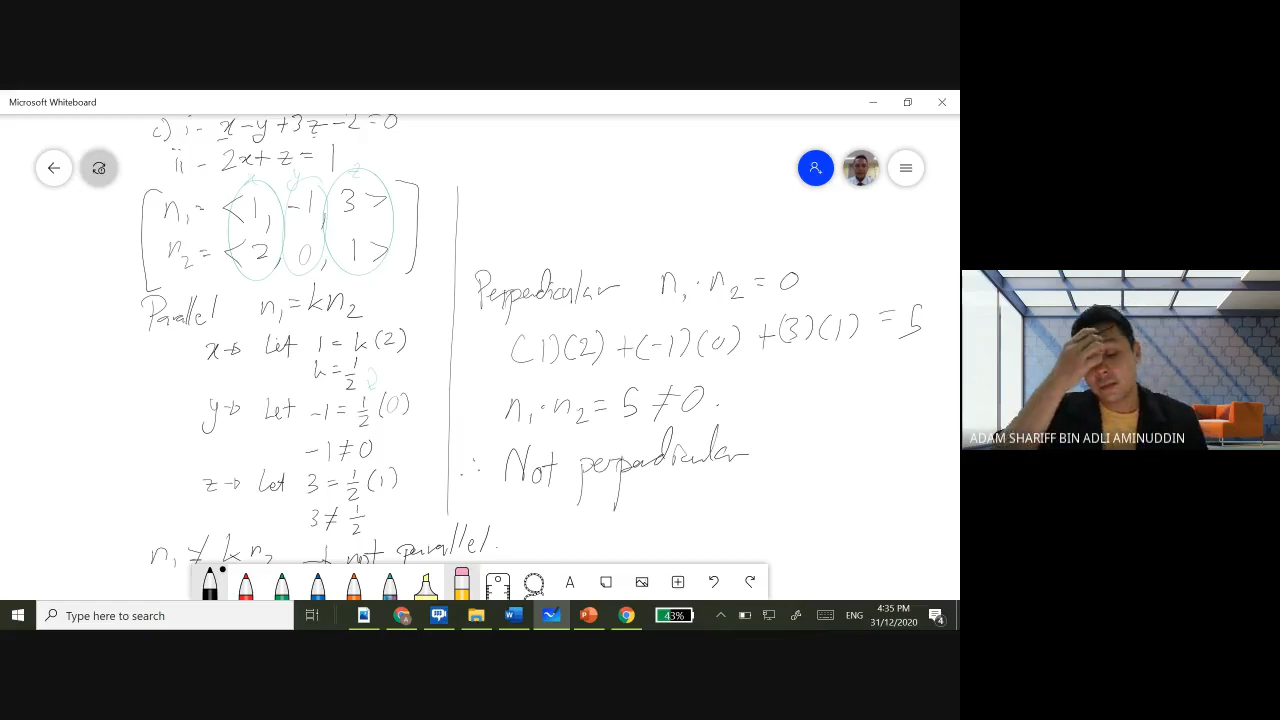 Microsoft Whiteboard
c) i - x-y+3z-2=0
ii - 2x+z=1
x y z
n₁ = <1, -1, 3>
n₂ = <2, 0, 1>
Parallel n₁=kn₂
x→ Let 1=k(2)
k=1/2
y→ Let -1=1/2(0)
-1≠0
z→ Let 3=1/2(1)
3≠1/2
n₁≠kn₂ → not parallel.
Perpendicular n₁·n₂=0
(1)(2)+(-1)(0)+(3)(1)=5
n₁·n₂=5≠0.
∴ Not perpendicular
ADAM SHARIFF BIN ADLI AMINUDDIN
A
Type here to search
43%
ENG
4:35 PM
31/12/2020
4